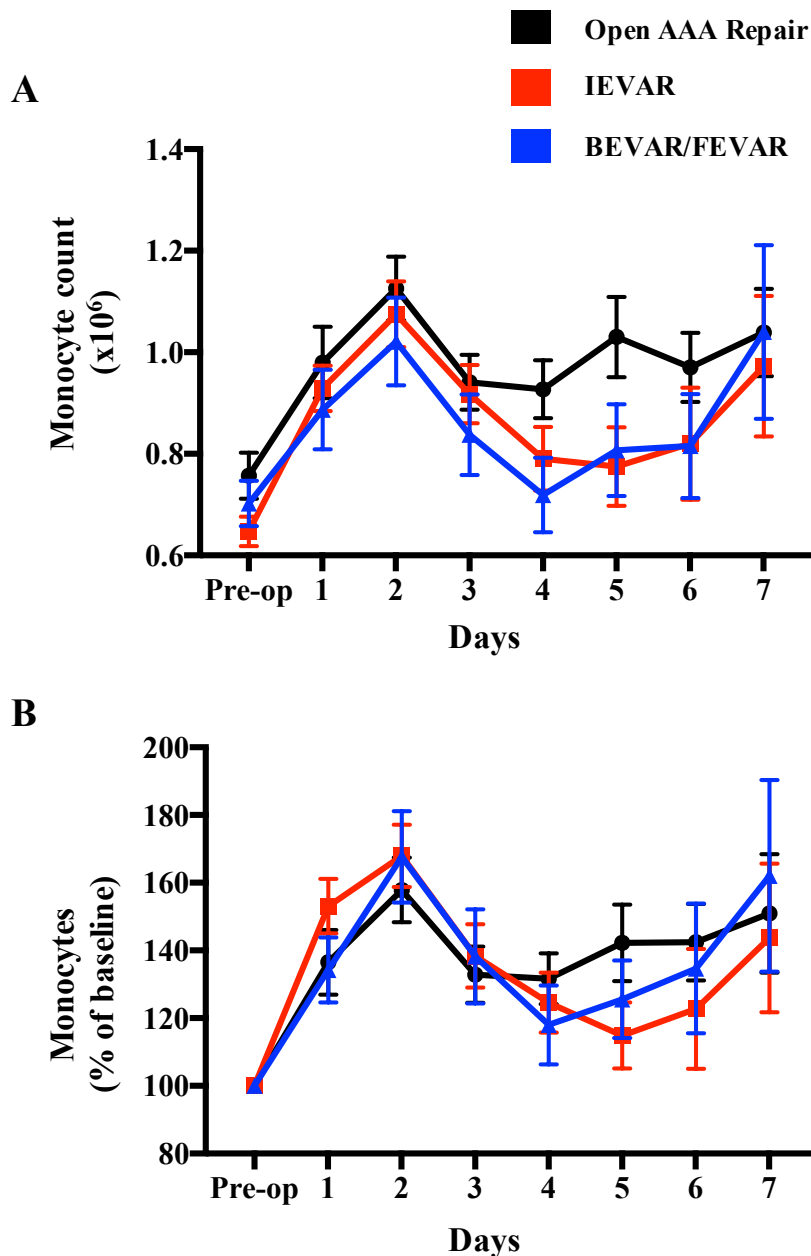 Open AAA Repair
A
IEVAR
BEVAR/FEVAR
1.4
1.2
1.0
0.8
0.6
Monocyte count
(x10⁶)
Pre-op 1 2 3 4 5 6 7
Days
B
200
180
160
140
120
100
80
Monocytes
(% of baseline)
Pre-op 1 2 3 4 5 6 7
Days